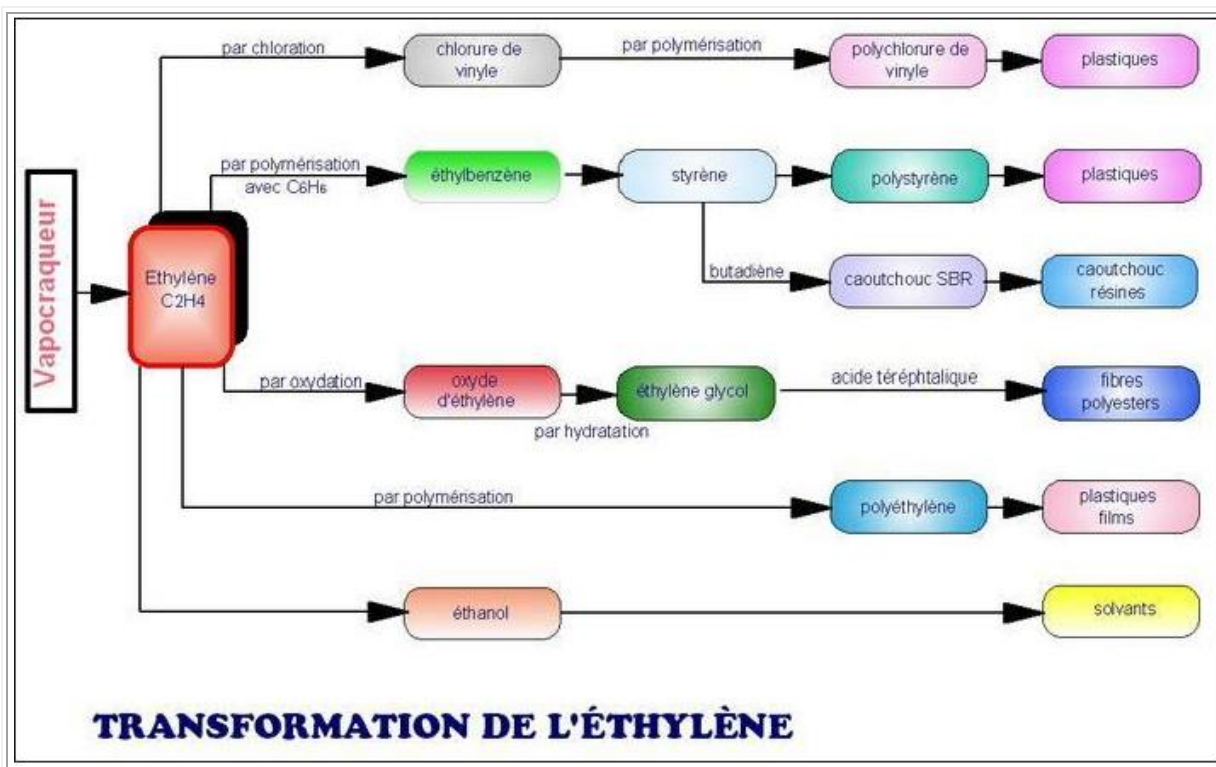 par chloration
chlorure de
vinyle
par polymérisation
polychlorure de
vinyle
plastiques
par polymérisation
avec C6H6
éthylbenzène
styrène
polystyrène
plastiques
butadiène
caoutchouc SBR
caoutchouc
résines
Vapocraqueur
Ethylène
C2H4
par oxydation
oxyde
d'éthylène
par hydratation
éthylène glycol
acide téréphtalique
fibres
polyesters
par polymérisation
polyéthylène
plastiques
films
éthanol
solvants
TRANSFORMATION DE L'ÉTHYLÈNE